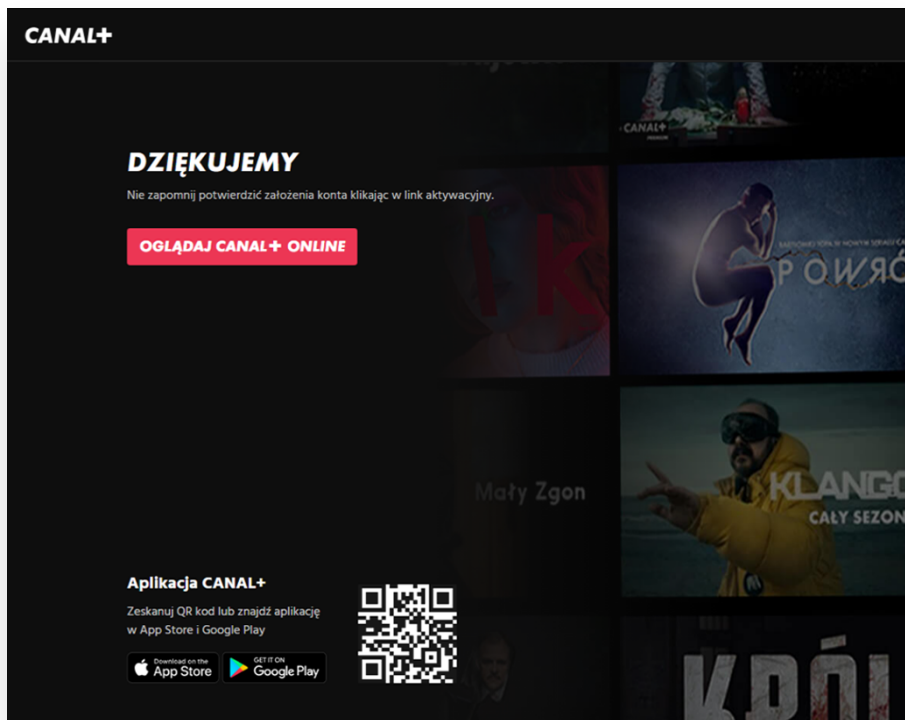 CANAL+
DZIĘKUJEMY
Nie zapomnij potwierdzić założenia konta klikając w link aktywacyjny.
OGLĄDAJ CANAL+ ONLINE
CANAL+
PREMIUM
POWRÓ
Mały Zgon
KLANGO
CAŁY SEZON
Aplikacja CANAL+
Zeskanuj QR kod lub znajdź aplikację
w App Store i Google Play
Download on the
App Store
GET IT ON
Google Play
KRÓL